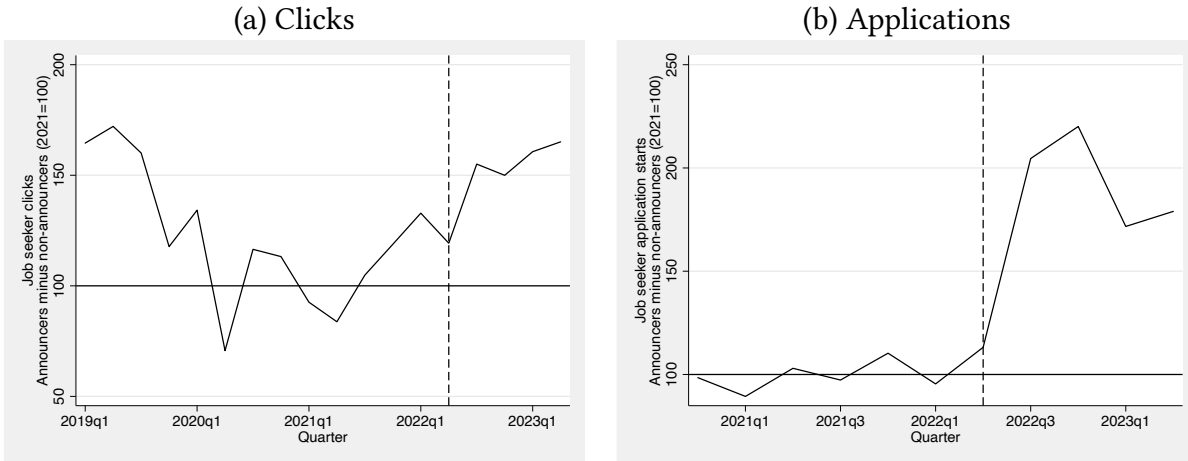 (a) Clicks
Job seeker clicks
Announcers minus non-announcers (2021=100)
200
150
100
50
2019q1 2020q1 2021q1 2022q1 2023q1
Quarter
(b) Applications
Job seeker application starts
Announcers minus non-announcers (2021=100)
250
200
150
100
2021q1 2021q3 2022q1 2022q3 2023q1
Quarter